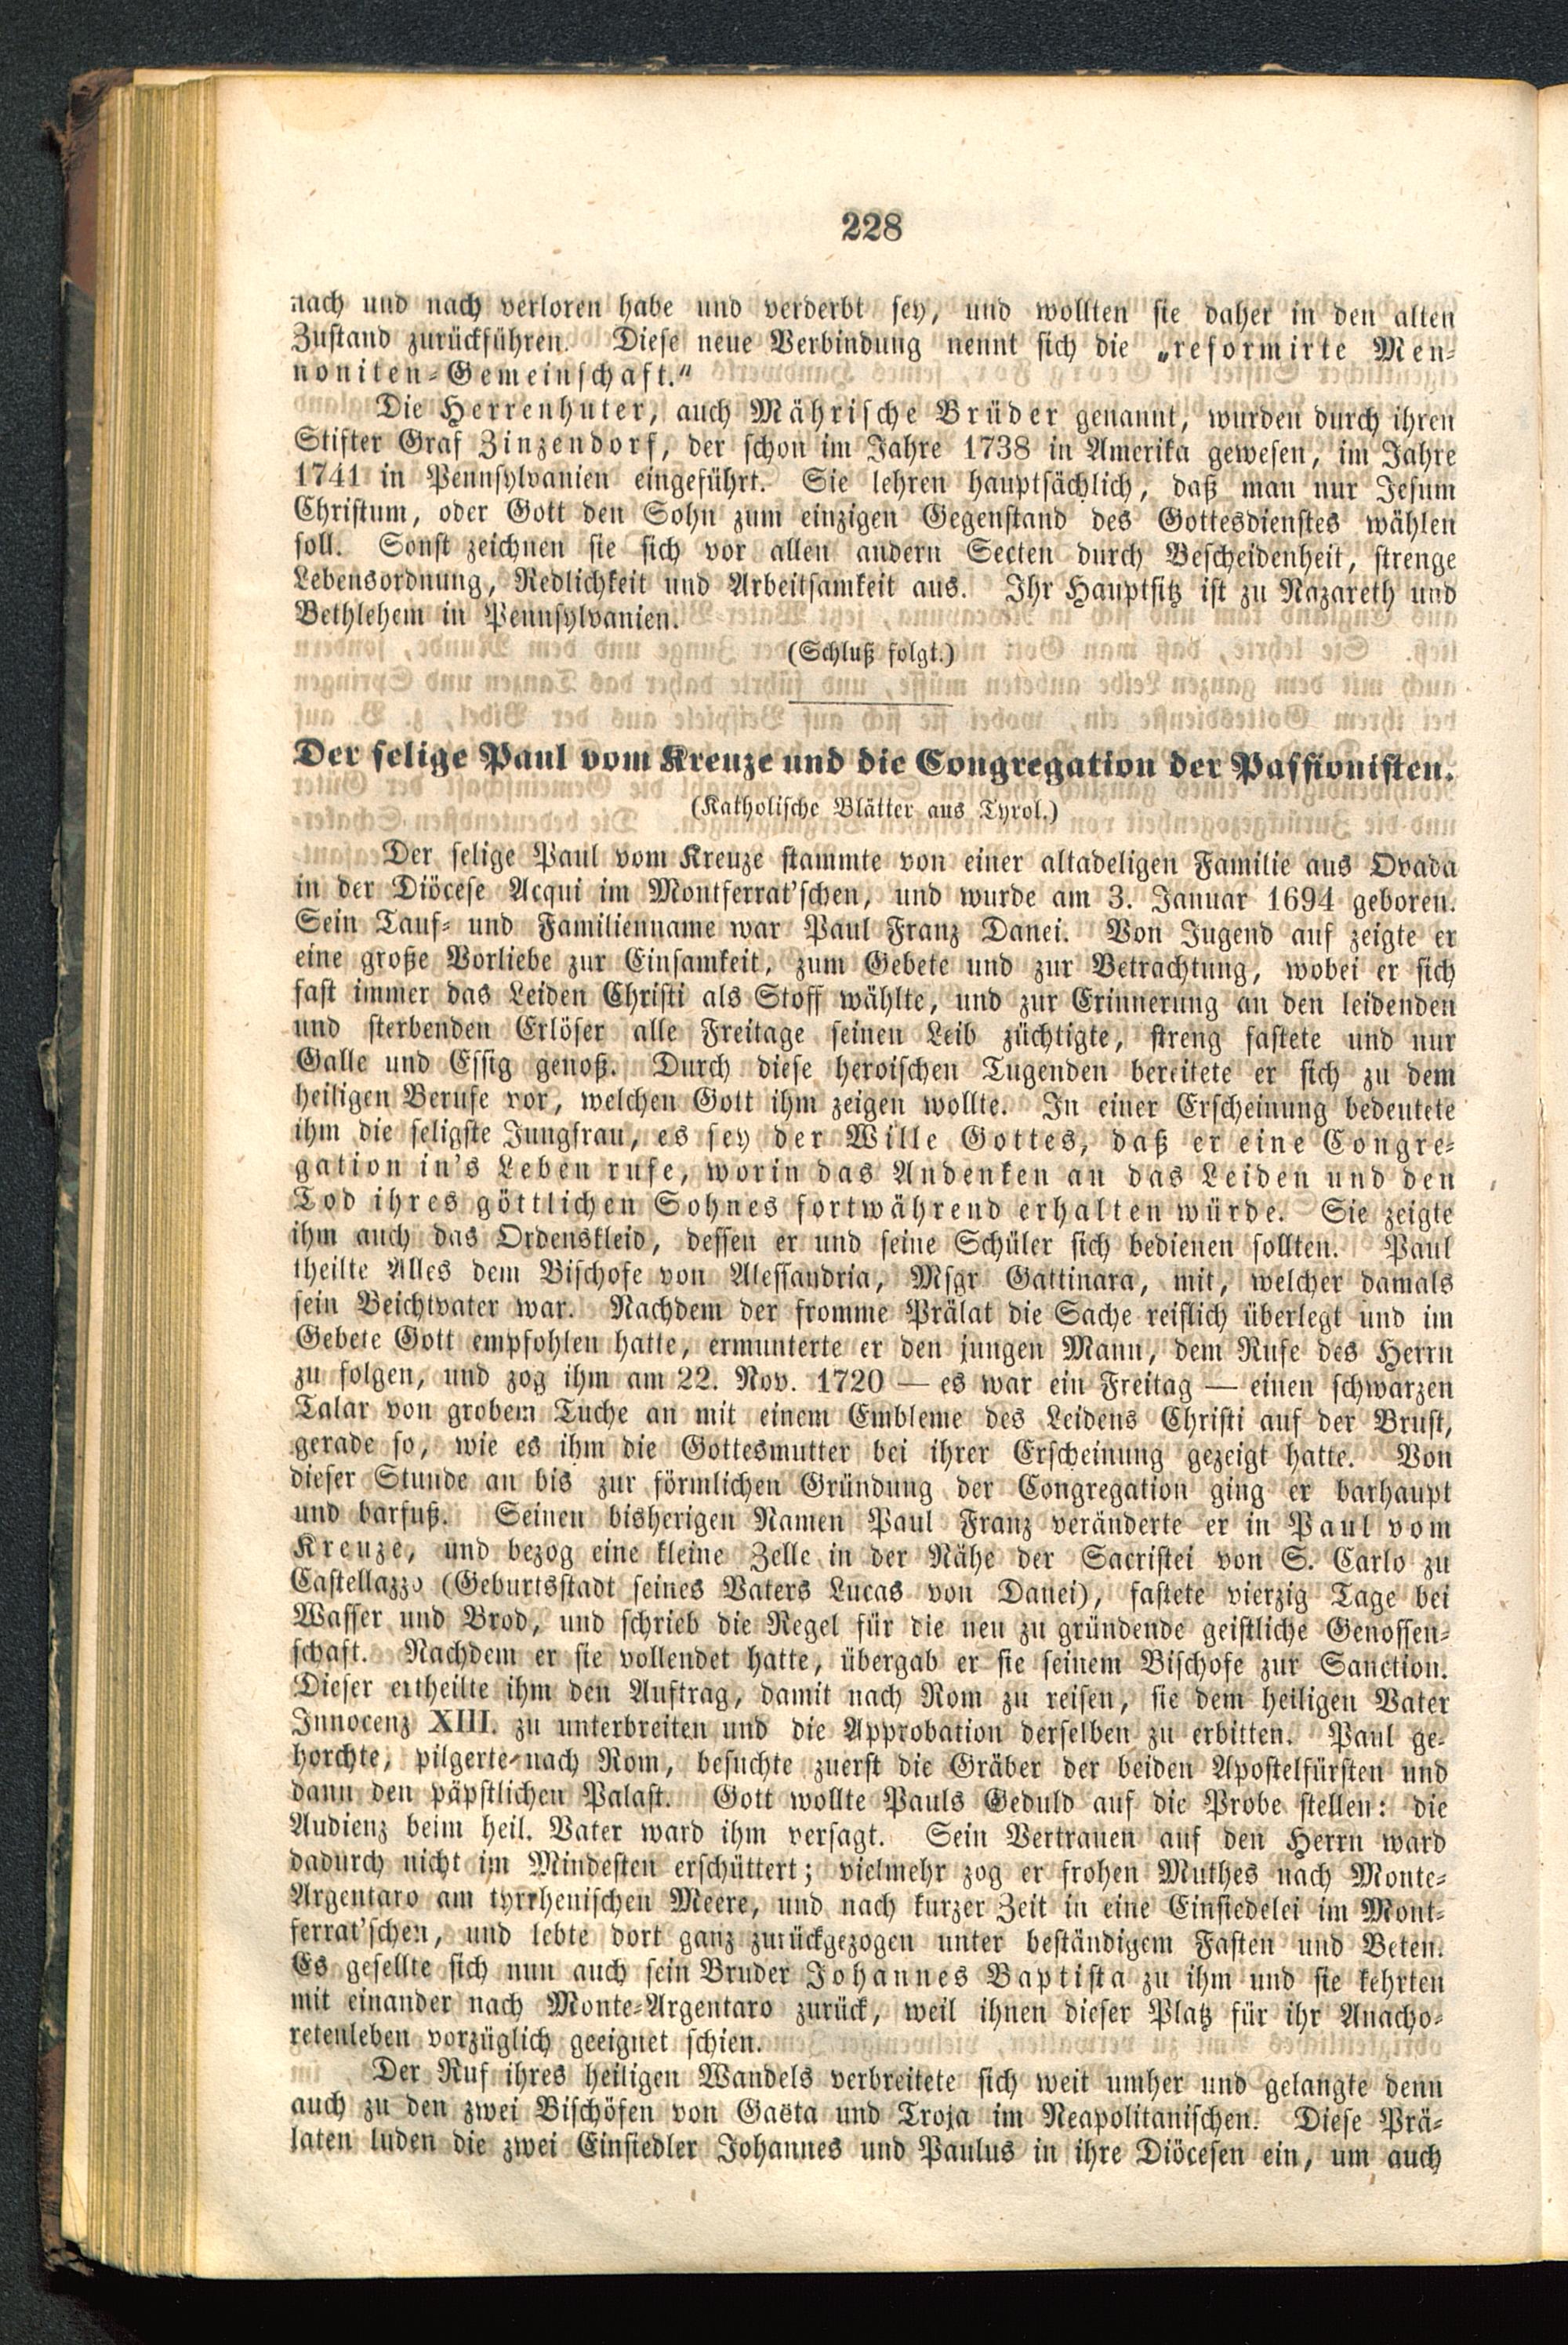 228
nach und nach verloren habe und verderbt sey, und wollten sie daher in den alten
Zustand zurückführen. Diese neue Verbindung nennt sich die „reformirte Men-
noniten-Gemeinschaft.“
Die Herrenhuter, auch Mährische Brüder genannt, wurden durch ihren
Stifter Graf Zinzendorf, der schon im Jahre 1738 in Amerika gewesen, im Jahre
1741 in Pennsylvanien eingeführt. Sie lehren hauptsächlich, daß man nur Jesum
Christum, oder Gott den Sohn zum einzigen Gegenstand des Gottesdienstes wählen
soll. Sonst zeichnen sie sich vor allen andern Secten durch Bescheidenheit, strenge
Lebensordnung, Redlichkeit und Arbeitsamkeit aus. Ihr Hauptsitz ist zu Nazareth und
Bethlehem in Pennsylvanien.
(Schluß folgt.)
Der selige Paul vom Kreuze und die Congregation der Passionisten.
(Katholische Blätter aus Tyrol.)
Der selige Paul vom Kreuze stammte von einer altadeligen Familie aus Ovada
in der Diöcese Acqui im Montferrat'schen, und wurde am 3. Januar 1694 geboren.
Sein Tauf- und Familienname war Paul Franz Danei. Von Jugend auf zeigte er
eine große Vorliebe zur Einsamkeit, zum Gebete und zur Betrachtung, wobei er sich
fast immer das Leiden Christi als Stoff wählte, und zur Erinnerung an den leidenden
und sterbenden Erlöser alle Freitage seinen Leib züchtigte, streng fastete und nur
Galle und Essig genoß. Durch diese heroischen Tugenden bereitete er sich zu dem
heiligen Berufe vor, welchen Gott ihm zeigen wollte. In einer Erscheinung bedeutete
ihm die seligste Jungfrau, es sey der Wille Gottes, daß er eine Congre-
gation in's Leben rufe, worin das Andenken an das Leiden und den
Tod ihres göttlichen Sohnes fortwährend erhalten würde. Sie zeigte
ihm auch das Ordenskleid, dessen er und seine Schüler sich bedienen sollten. Paul
theilte Alles dem Bischofe von Alessandria, Msgr Gattinara, mit, welcher damals
sein Beichtvater war. Nachdem der fromme Prälat die Sache reiflich überlegt und im
Gebete Gott empfohlen hatte, ermunterte er den jungen Mann, dem Rufe des Herrn
zu folgen, und zog ihm am 22. Nov. 1720 — es war ein Freitag — einen schwarzen
Talar von grobem Tuche an mit einem Embleme des Leidens Christi auf der Brust,
gerade so, wie es ihm die Gottesmutter bei ihrer Erscheinung gezeigt hatte. Von
dieser Stunde an bis zur förmlichen Gründung der Congregation ging er barhaupt
und barfuß. Seinen bisherigen Namen Paul Franz veränderte er in Paul vom
Kreuze, und bezog eine kleine Zelle in der Nähe der Sacristei von S. Carlo zu
Castellazzo (Geburtsstadt seines Vaters Lucas von Danei), fastete vierzig Tage bei
Wasser und Brod, und schrieb die Regel für die neu zu gründende geistliche Genossen-
schaft. Nachdem er sie vollendet hatte, übergab er sie seinem Bischofe zur Sanction.
Dieser ertheilte ihm den Auftrag, damit nach Rom zu reisen, sie dem heiligen Vater
Innocenz XIII. zu unterbreiten und die Approbation derselben zu erbitten. Paul ge-
horchte, pilgerte nach Rom, besuchte zuerst die Gräber der beiden Apostelfürsten und
dann den päpstlichen Palast. Gott wollte Pauls Geduld auf die Probe stellen: die
Audienz beim heil. Vater ward ihm versagt. Sein Vertrauen auf den Herrn ward
dadurch nicht im Mindesten erschüttert; vielmehr zog er frohen Muthes nach Monte-
Argentaro am tyrrhenischen Meere, und nach kurzer Zeit in eine Einsiedelei im Mont-
ferrat'schen, und lebte dort ganz zurückgezogen unter beständigem Fasten und Beten.
Es gesellte sich nun auch sein Bruder Johannes Baptista zu ihm und sie kehrten
mit einander nach Monte-Argentaro zurück, weil ihnen dieser Platz für ihr Anacho-
retenleben vorzüglich geeignet schien.
Der Ruf ihres heiligen Wandels verbreitete sich weit umher und gelangte denn
auch zu den zwei Bischöfen von Gaëta und Troja im Neapolitanischen. Diese Prä-
laten luden die zwei Einsiedler Johannes und Paulus in ihre Diöcesen ein, um auch